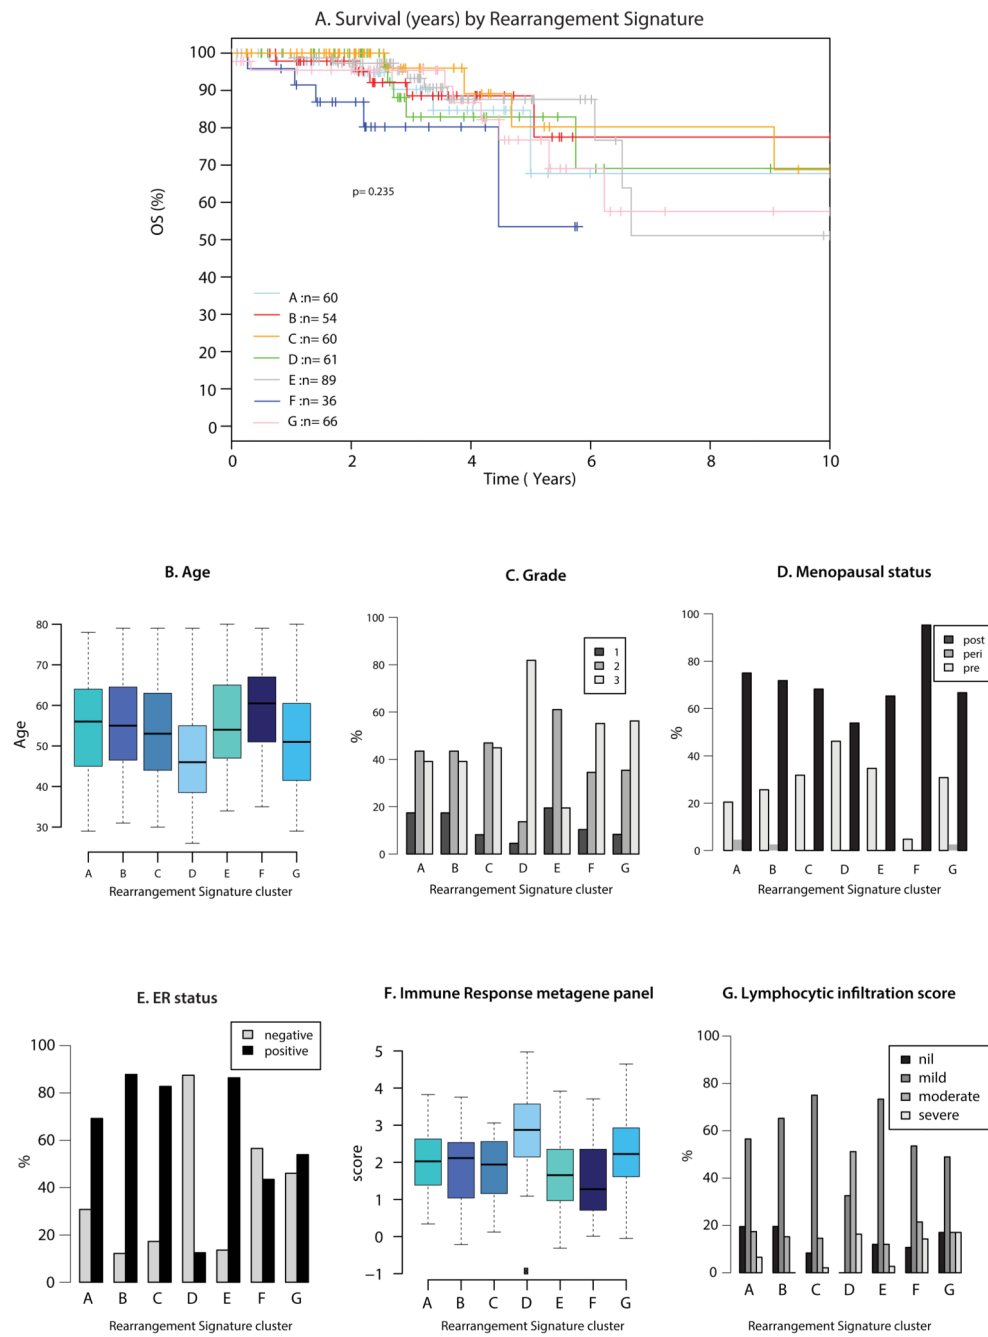 A. Survival (years) by Rearrangement Signature
100
90
80
70
60
50
40
30
20
10
0
OS (%)
p= 0.235
A :n= 60
B :n= 54
C :n= 60
D :n= 61
E :n= 89
F :n= 36
G :n= 66
0 2 4 6 8 10
Time ( Years)
B. Age
80
70
60
50
40
30
Age
A B C D E F G
Rearrangement Signature cluster
C. Grade
100
80
60
40
20
0
%
1
2
3
A B C D E F G
Rearrangement Signature cluster
D. Menopausal status
100
80
60
40
20
0
%
post
peri
pre
A B C D E F G
Rearrangement Signature cluster
E. ER status
100
80
60
40
20
0
%
negative
positive
A B C D E F G
Rearrangement Signature cluster
F. Immune Response metagene panel
5
4
3
2
1
0
−1
score
A B C D E F G
Rearrangement Signature cluster
G. Lymphocytic infiltration score
100
80
60
40
20
0
%
nil
mild
moderate
severe
A B C D E F G
Rearrangement Signature cluster